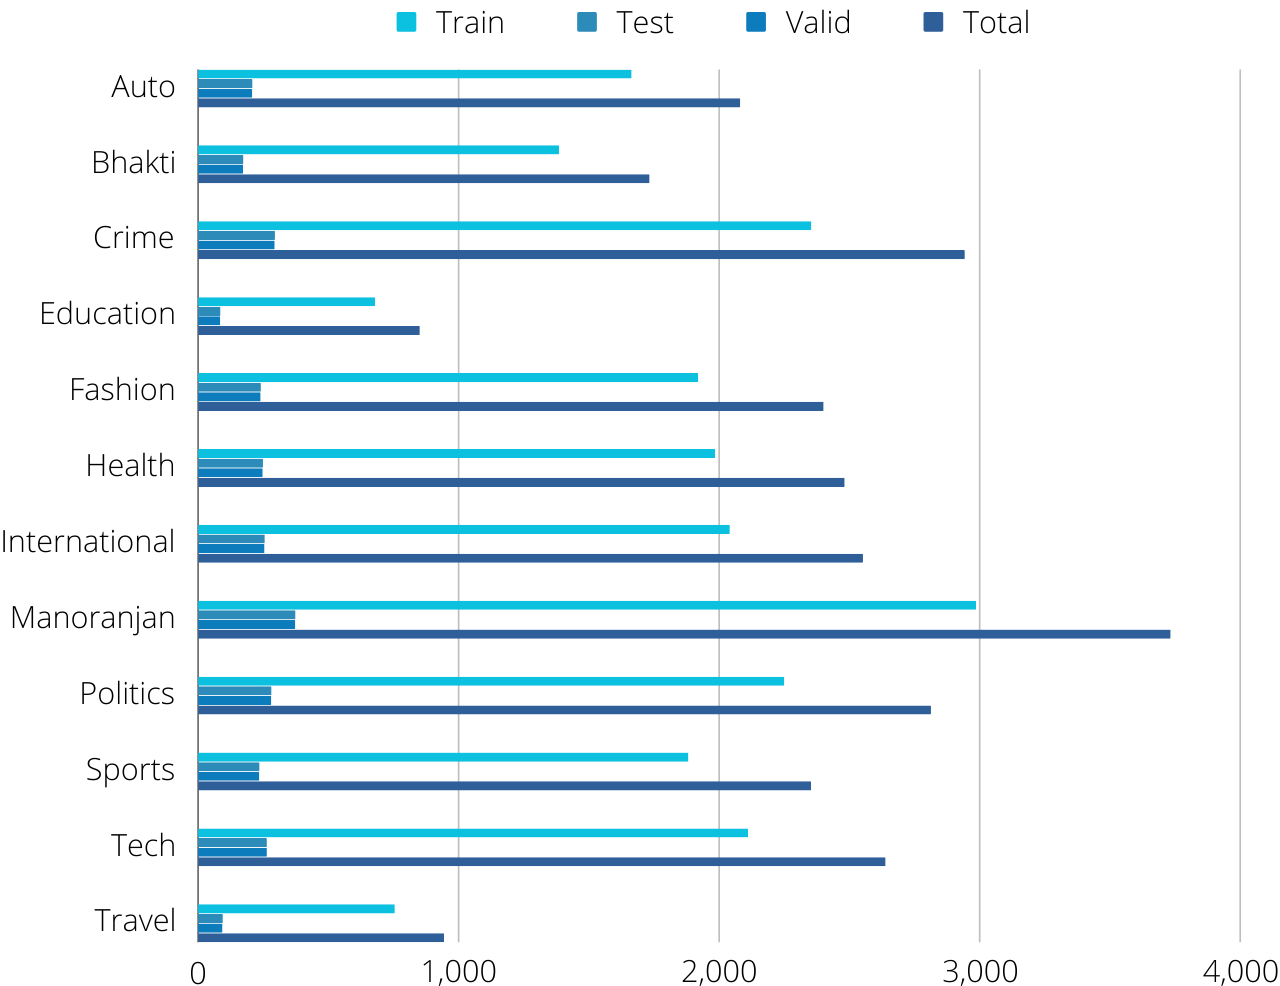 Train Test Valid Total
Auto
Bhakti
Crime
Education
Fashion
Health
International
Manoranjan
Politics
Sports
Tech
Travel
0 1,000 2,000 3,000 4,000